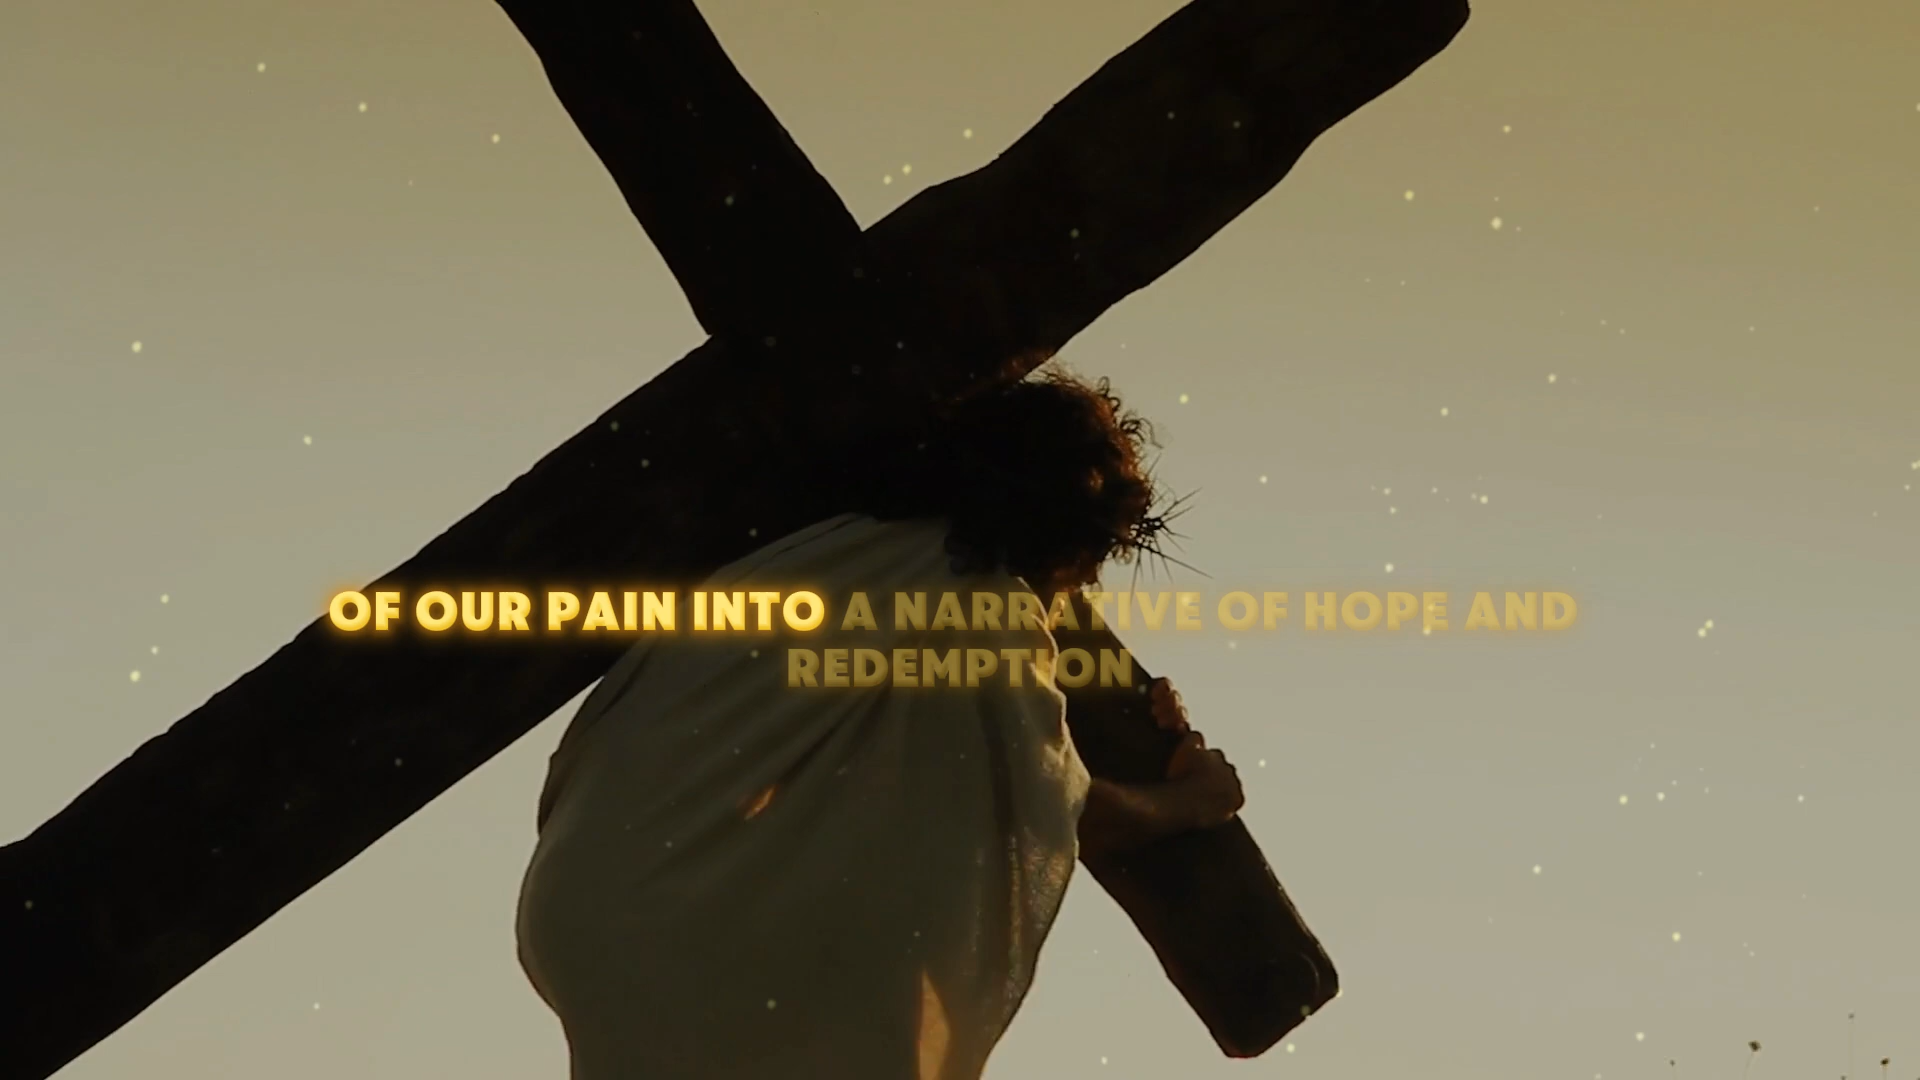 OF OUR PAIN INTO A NARRATIVE OF HOPE AND
REDEMPTION